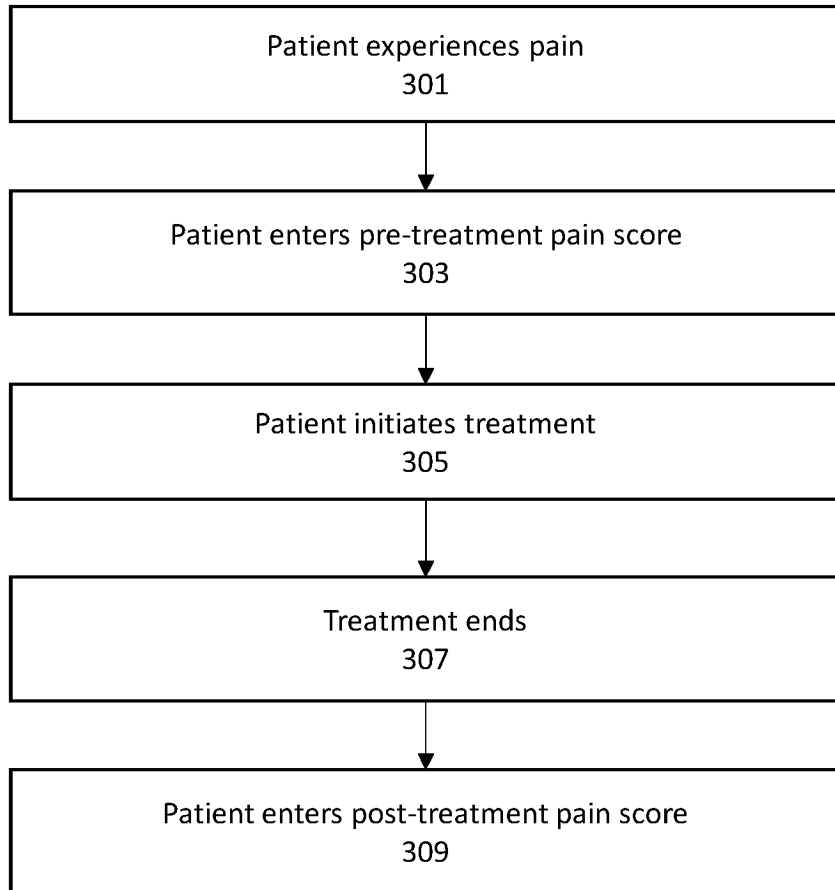 Patient experiences pain
301
Patient enters pre-treatment pain score
303
Patient initiates treatment
305
Treatment ends
307
Patient enters post-treatment pain score
309